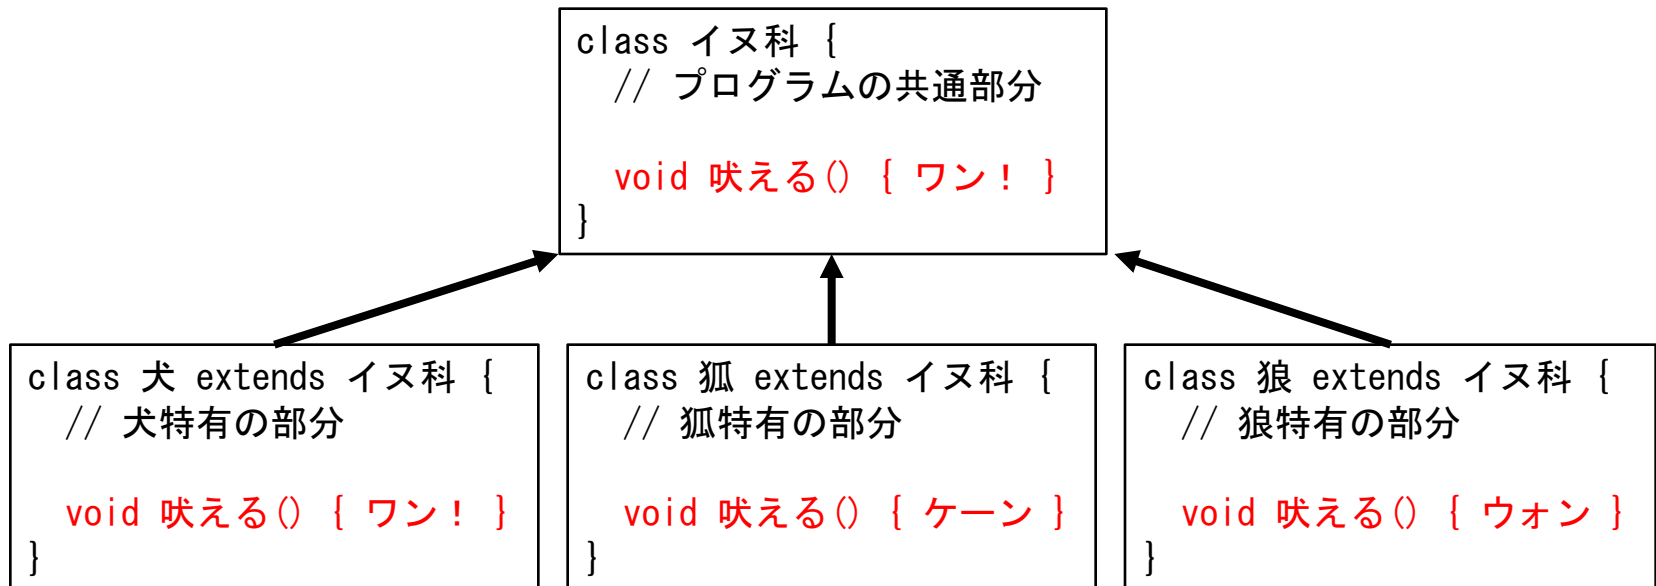 class イヌ科 {
// プログラムの共通部分
void 吠える() { ワン! }
}
class 犬 extends イヌ科 {
// 犬特有の部分
void 吠える() { ワン! }
}
class 狐 extends イヌ科 {
// 狐特有の部分
void 吠える() { ケーン }
}
class 狼 extends イヌ科 {
// 狼特有の部分
void 吠える() { ウォン }
}